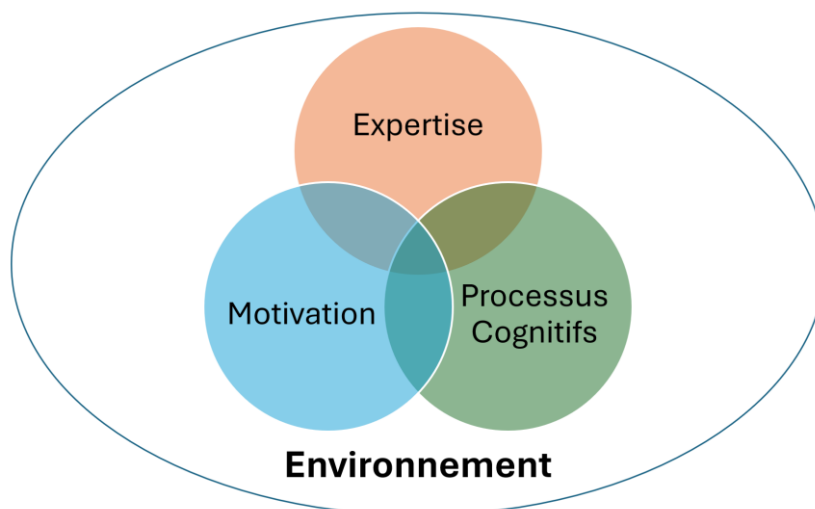 Expertise
Motivation
Processus
Cognitifs
Environnement